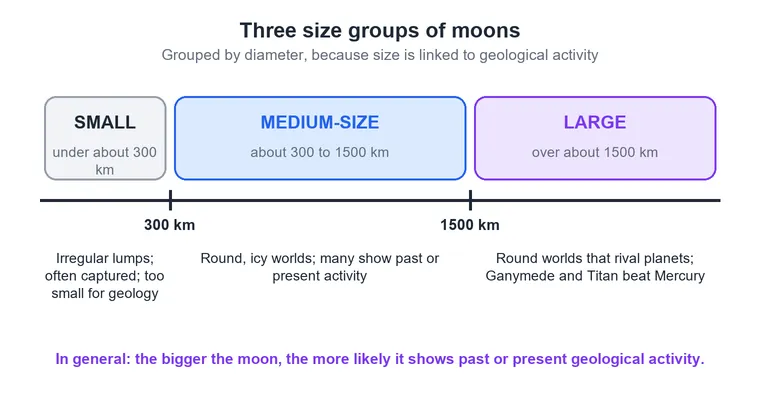 Three size groups of moons
Grouped by diameter, because size is linked to geological activity
SMALL
under about 300
km
MEDIUM-SIZE
about 300 to 1500 km
LARGE
over about 1500 km
300 km
1500 km
Irregular lumps;
often captured; too
small for geology
Round, icy worlds; many show past or
present activity
Round worlds that rival planets;
Ganymede and Titan beat Mercury
In general: the bigger the moon, the more likely it shows past or present geological activity.